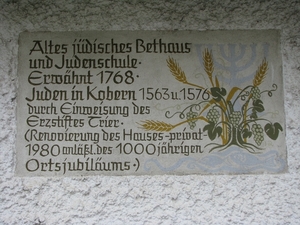 Altes jüdisches Bethaus
und Judenschule·
Erwähnt 1768·
Juden in Kobern 1563 u. 1576
durch Einweisung des
Erzstiftes Trier·
(Renovierung des Hauses-privat
1980 anläßl. des 1000jährigen
Ortsjubiläums·)